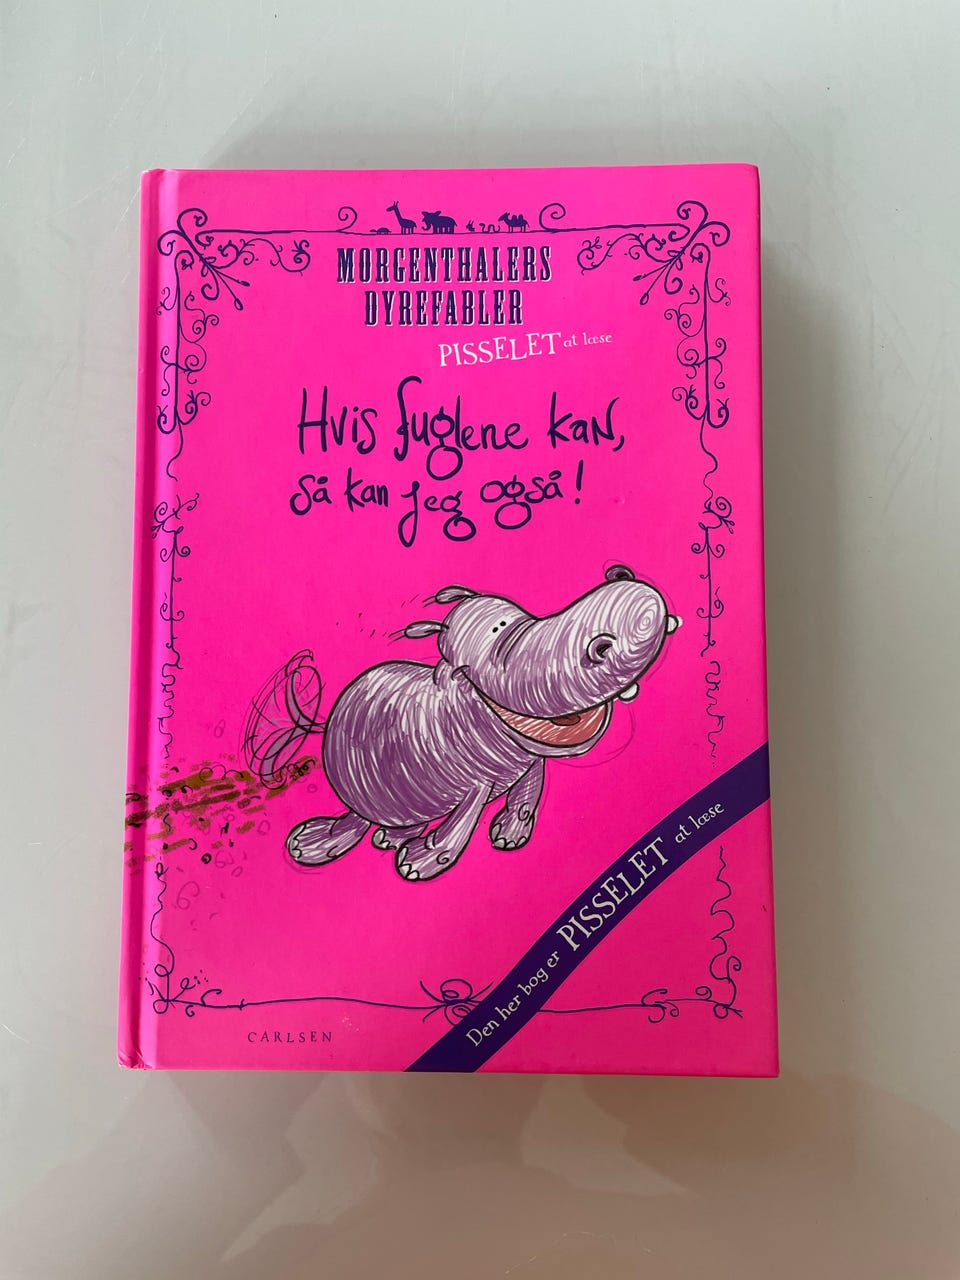 MORGENTHALERS
DYREFABLER
PISSELET at læse
Hvis fuglene kan,
så kan jeg også!
Den her bog er PISSELET at læse
CARLSEN